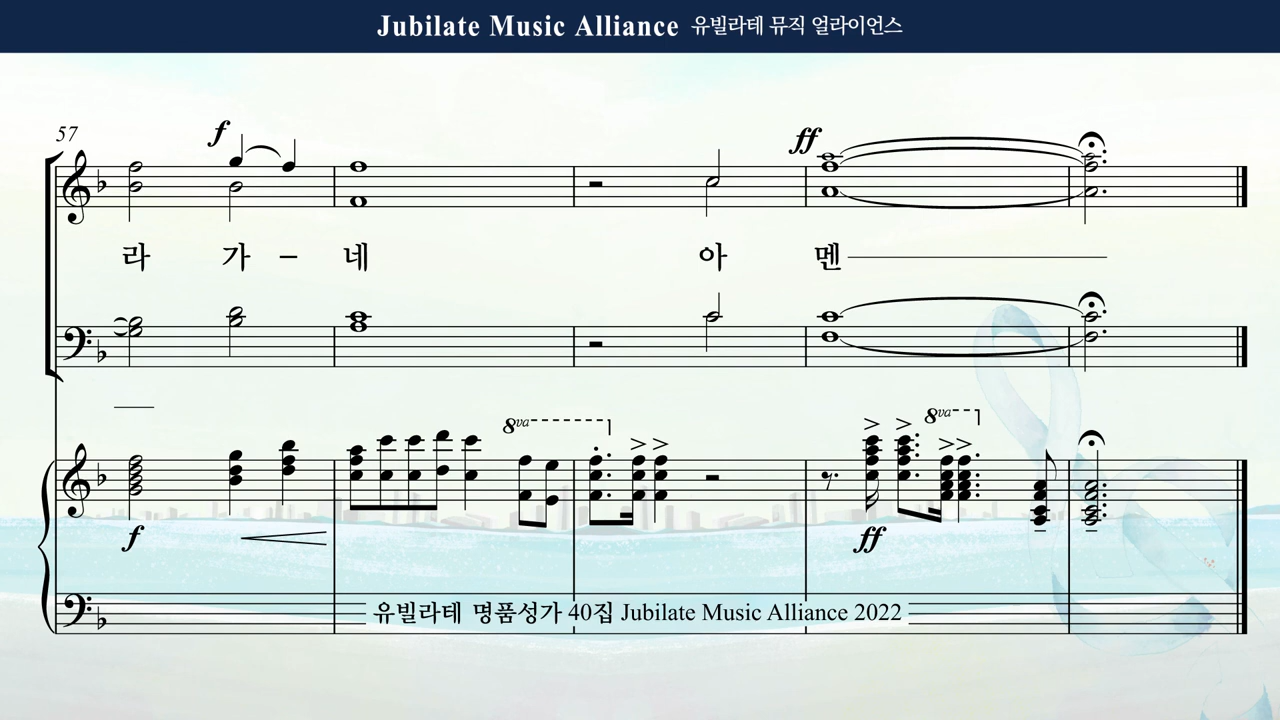 Jubilate Music Alliance 유빌라테 뮤직 얼라이언스
57
f
ff
라 가 – 네 아 멘
8va
8va
f
ff
유빌라테 명품성가 40집 Jubilate Music Alliance 2022